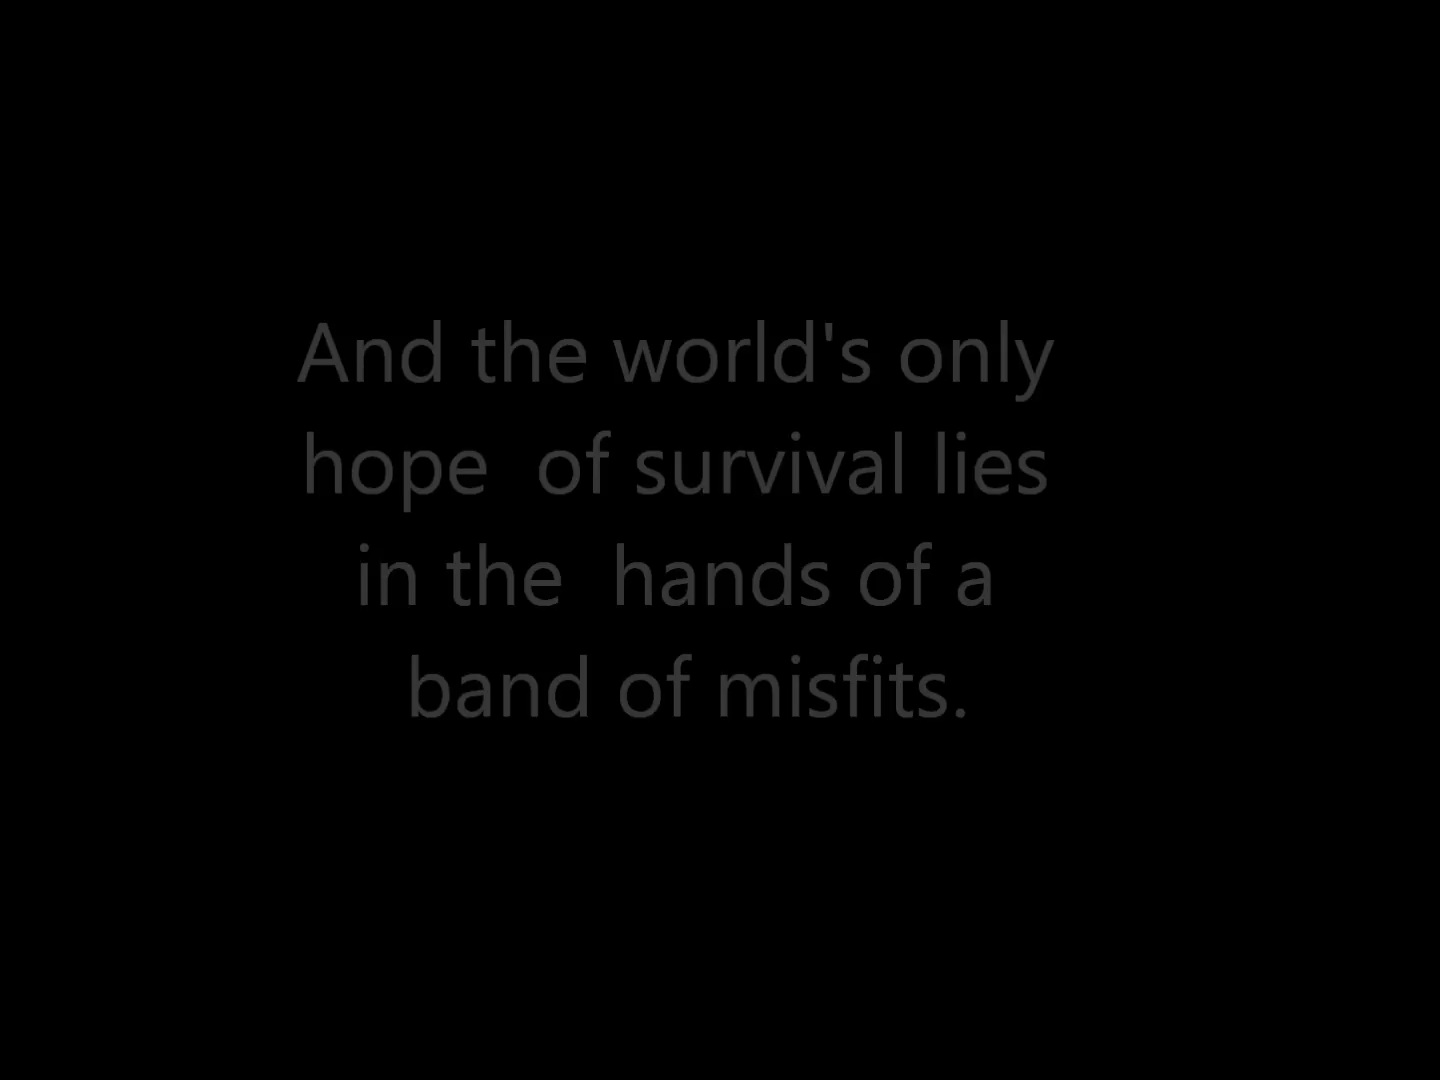 And the world's only
hope  of survival lies
in the  hands of a
band of misfits.